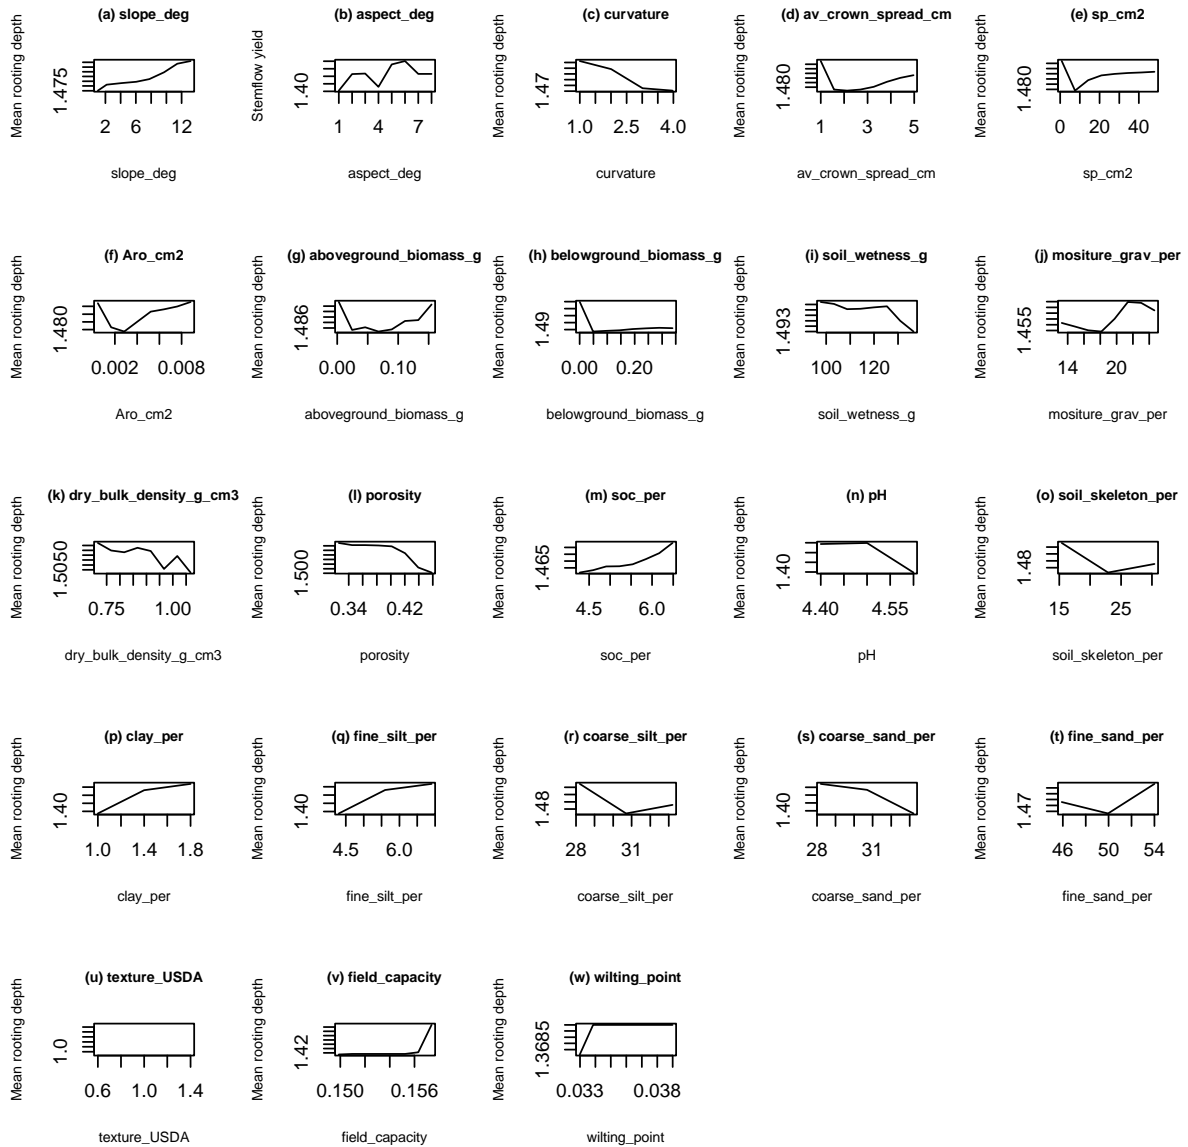 (a) slope_deg
Mean rooting depth
1.475
2 6 12
slope_deg
(b) aspect_deg
Stemflow yield
1.40
1 4 7
aspect_deg
(c) curvature
Mean rooting depth
1.47
1.0 2.5 4.0
curvature
(d) av_crown_spread_cm
Mean rooting depth
1.480
1 3 5
av_crown_spread_cm
(e) sp_cm2
Mean rooting depth
1.480
0 20 40
sp_cm2
(f) Aro_cm2
Mean rooting depth
1.480
0.002 0.008
Aro_cm2
(g) aboveground_biomass_g
Mean rooting depth
1.486
0.00 0.10
aboveground_biomass_g
(h) belowground_biomass_g
Mean rooting depth
1.49
0.00 0.20
belowground_biomass_g
(i) soil_wetness_g
Mean rooting depth
1.493
100 120
soil_wetness_g
(j) mositure_grav_per
Mean rooting depth
1.455
14 20
mositure_grav_per
(k) dry_bulk_density_g_cm3
Mean rooting depth
1.5050
0.75 1.00
dry_bulk_density_g_cm3
(l) porosity
Mean rooting depth
1.500
0.34 0.42
porosity
(m) soc_per
Mean rooting depth
1.465
4.5 6.0
soc_per
(n) pH
Mean rooting depth
1.40
4.40 4.55
pH
(o) soil_skeleton_per
Mean rooting depth
1.48
15 25
soil_skeleton_per
(p) clay_per
Mean rooting depth
1.40
1.0 1.4 1.8
clay_per
(q) fine_silt_per
Mean rooting depth
1.40
4.5 6.0
fine_silt_per
(r) coarse_silt_per
Mean rooting depth
1.48
28 31
coarse_silt_per
(s) coarse_sand_per
Mean rooting depth
1.40
28 31
coarse_sand_per
(t) fine_sand_per
Mean rooting depth
1.47
46 50 54
fine_sand_per
(u) texture_USDA
Mean rooting depth
1.0
0.6 1.0 1.4
texture_USDA
(v) field_capacity
Mean rooting depth
1.42
0.150 0.156
field_capacity
(w) wilting_point
Mean rooting depth
1.3685
0.033 0.038
wilting_point